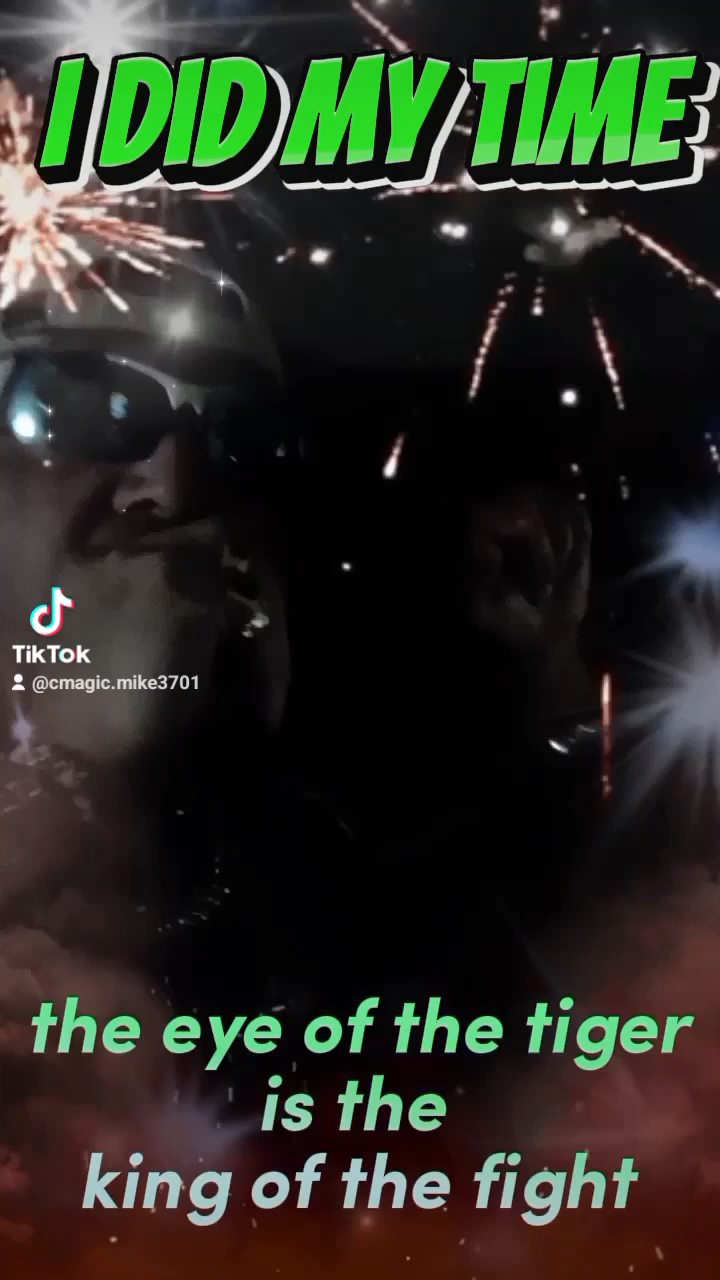 I DID MY TIME
TikTok
@cmagic.mike3701
the eye of the tiger
is the
king of the fight